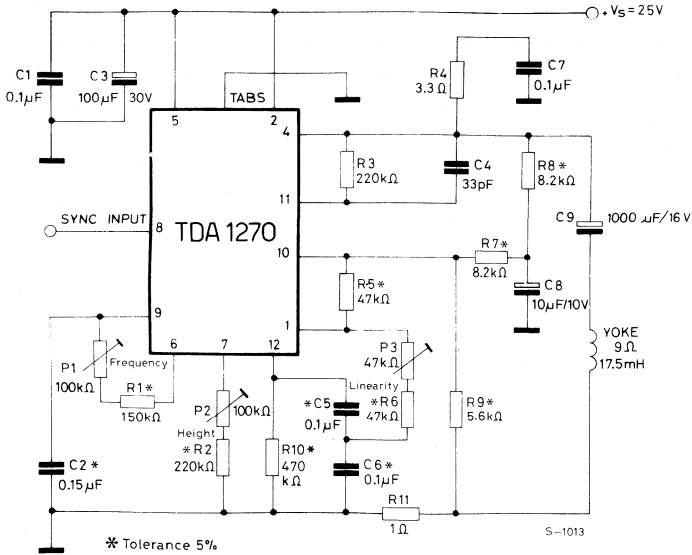 + Vs = 25V
C1
0.1µF
C3
100µF
30V
TABS
5
2
R4
3.3Ω
C7
0.1µF
4
R3
220kΩ
C4
33pF
R8*
8.2kΩ
C9
1000 µF/16V
11
SYNC INPUT
8
TDA 1270
10
R7*
8.2kΩ
C8
10µF/10V
R5*
47kΩ
9
6
7
12
1
P1
100kΩ
Frequency
R1*
150kΩ
P2
100kΩ
Height
*R2
220kΩ
P3
47kΩ
Linearity
*R6
47kΩ
YOKE
9Ω
17.5mH
*C5
0.1µF
R9*
5.6kΩ
C2*
0.15µF
R10*
470
kΩ
C6*
0.1µF
R11
1Ω
S-1013
* Tolerance 5%